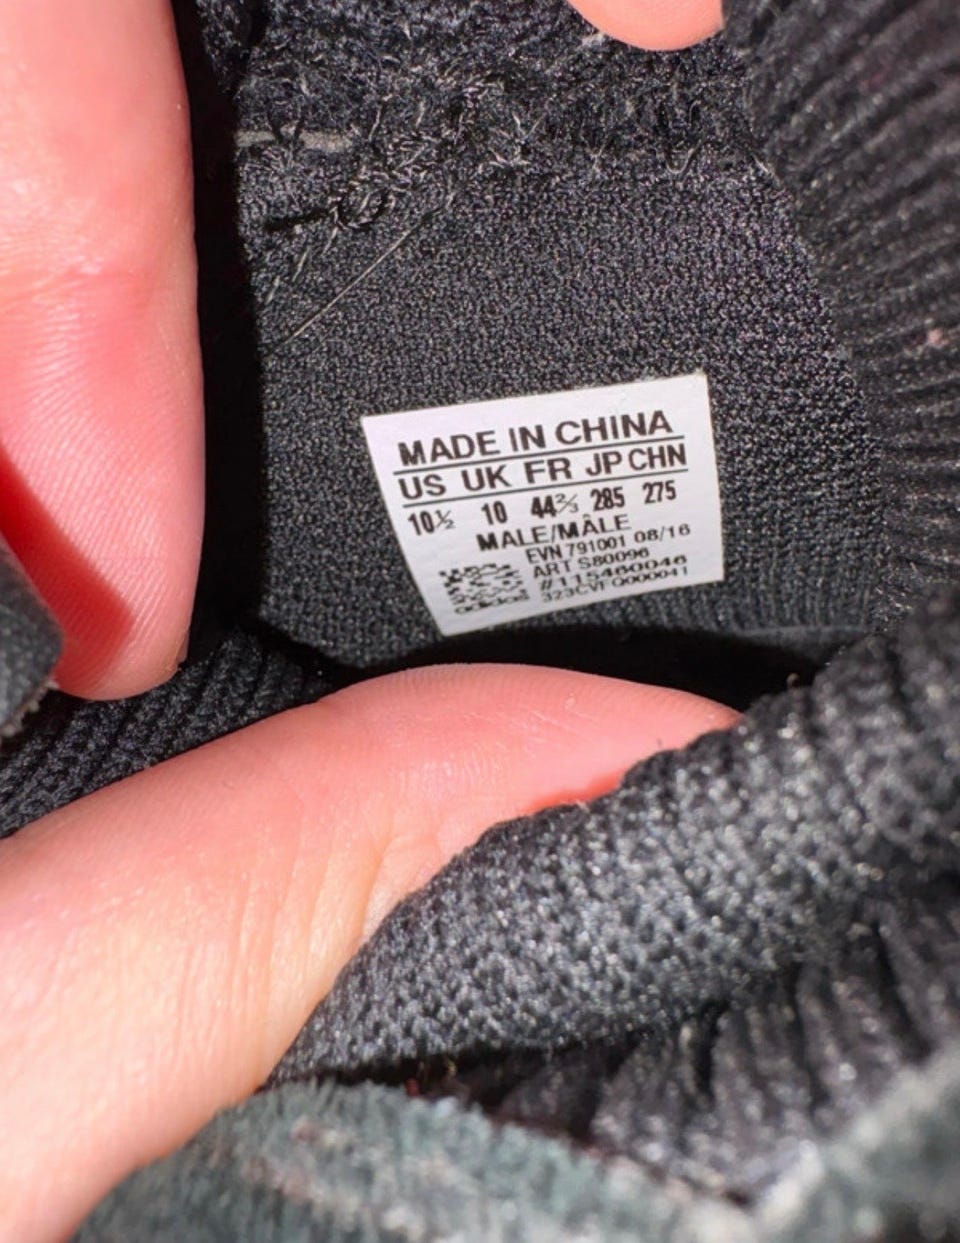 MADE IN CHINA
US UK FR JP CHN
10½ 10 44⅔ 285 275
MALE/MÂLE
EVN 791001 08/16
ART S80096
#115460046
adidas